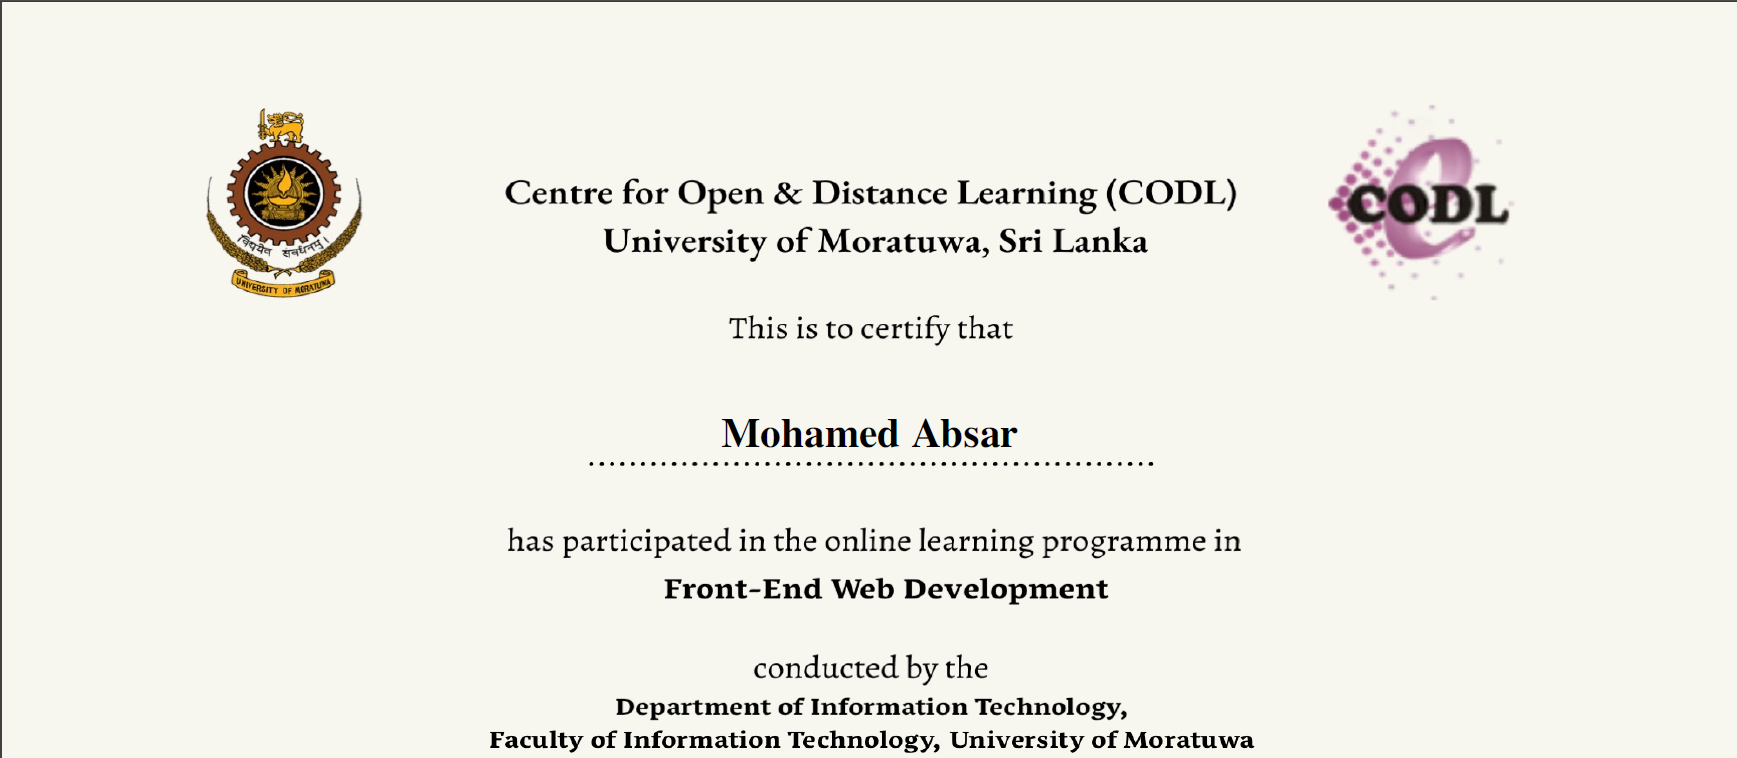 विद्ययैव सर्वधनम्।
UNIVERSITY OF MORATUWA
Centre for Open & Distance Learning (CODL)
University of Moratuwa, Sri Lanka
e
CODL
This is to certify that
Mohamed Absar
has participated in the online learning programme in
Front-End Web Development
conducted by the
Department of Information Technology,
Faculty of Information Technology, University of Moratuwa